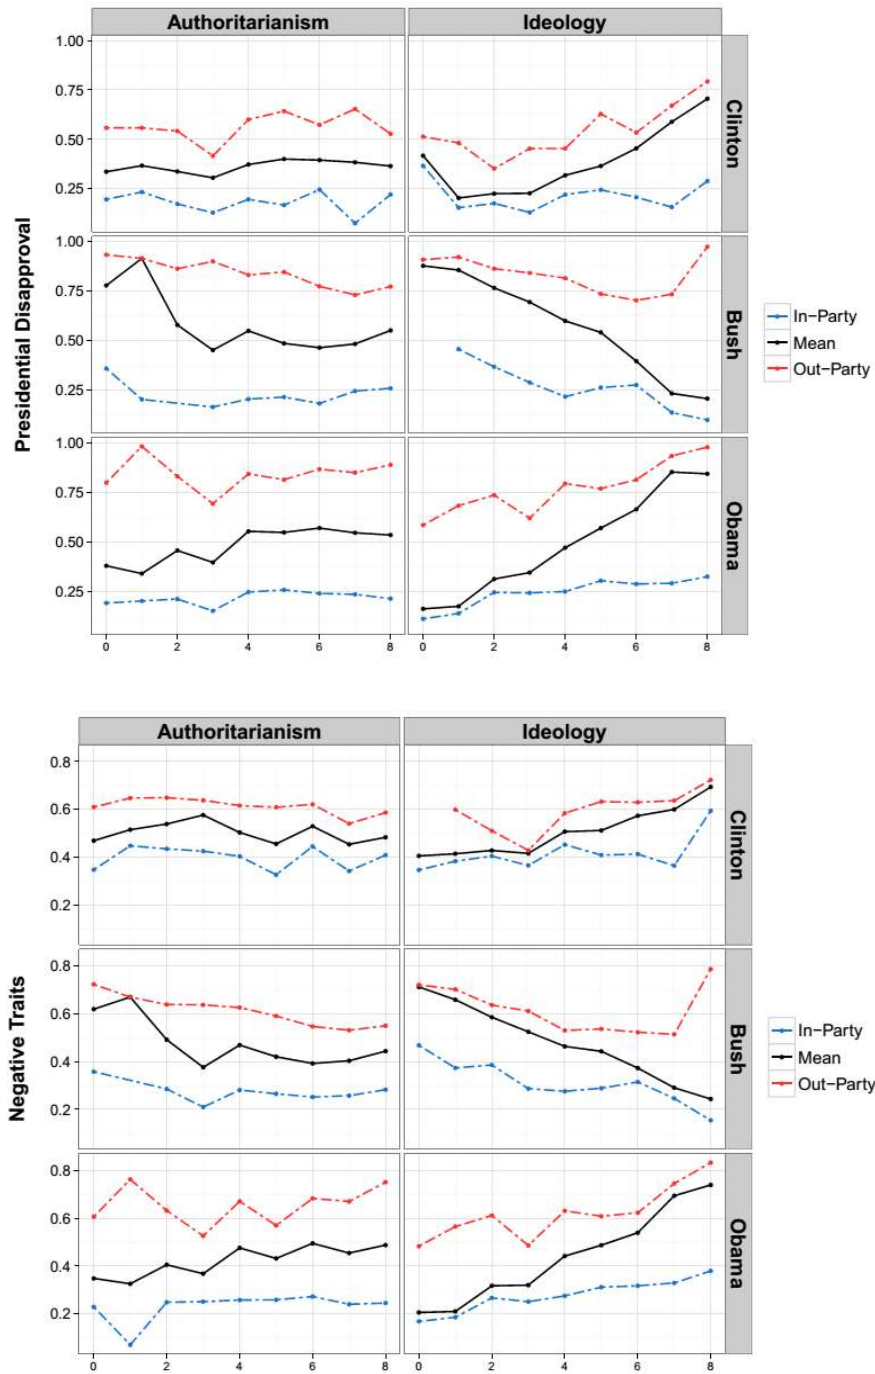 Authoritarianism
Ideology
Presidential Disapproval
1.00
0.75
0.50
0.25
Clinton
1.00
0.75
0.50
0.25
Bush
1.00
0.75
0.50
0.25
Obama
0 2 4 6 8
0 2 4 6 8
In-Party
Mean
Out-Party
Authoritarianism
Ideology
Negative Traits
0.8
0.6
0.4
0.2
Clinton
0.8
0.6
0.4
0.2
Bush
0.8
0.6
0.4
0.2
Obama
0 2 4 6 8
0 2 4 6 8
In-Party
Mean
Out-Party